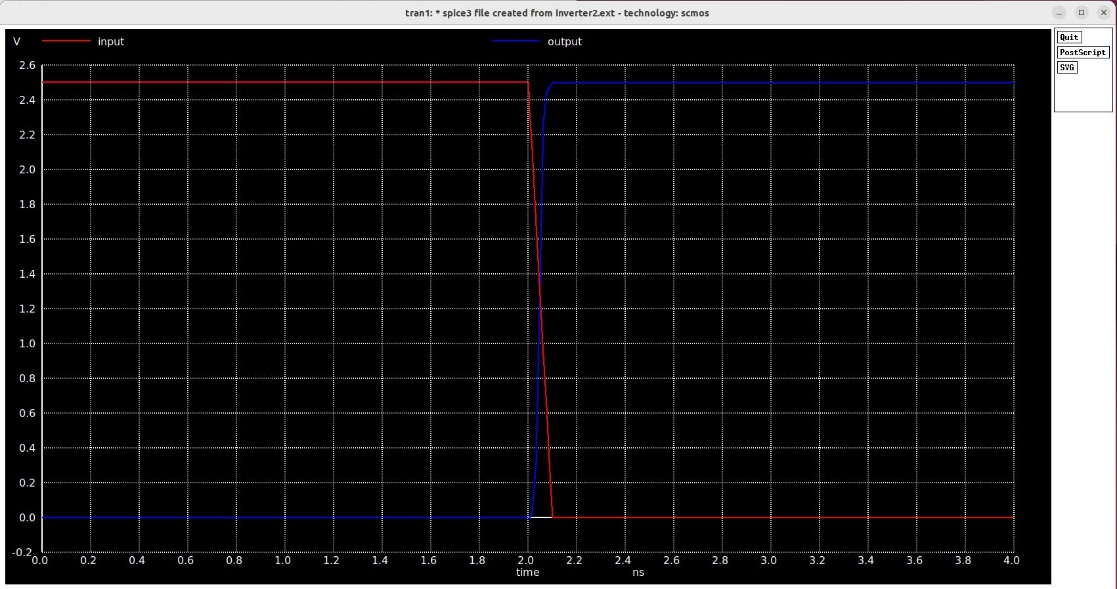 tran1: * spice3 file created from inverter2.ext - technology: scmos
Quit
PostScript
SVG
V input output
2.6
2.4
2.2
2.0
1.8
1.6
1.4
1.2
1.0
0.8
0.6
0.4
0.2
0.0
-0.2
0.0 0.2 0.4 0.6 0.8 1.0 1.2 1.4 1.6 1.8 2.0 2.2 2.4 2.6 2.8 3.0 3.2 3.4 3.6 3.8 4.0
time ns